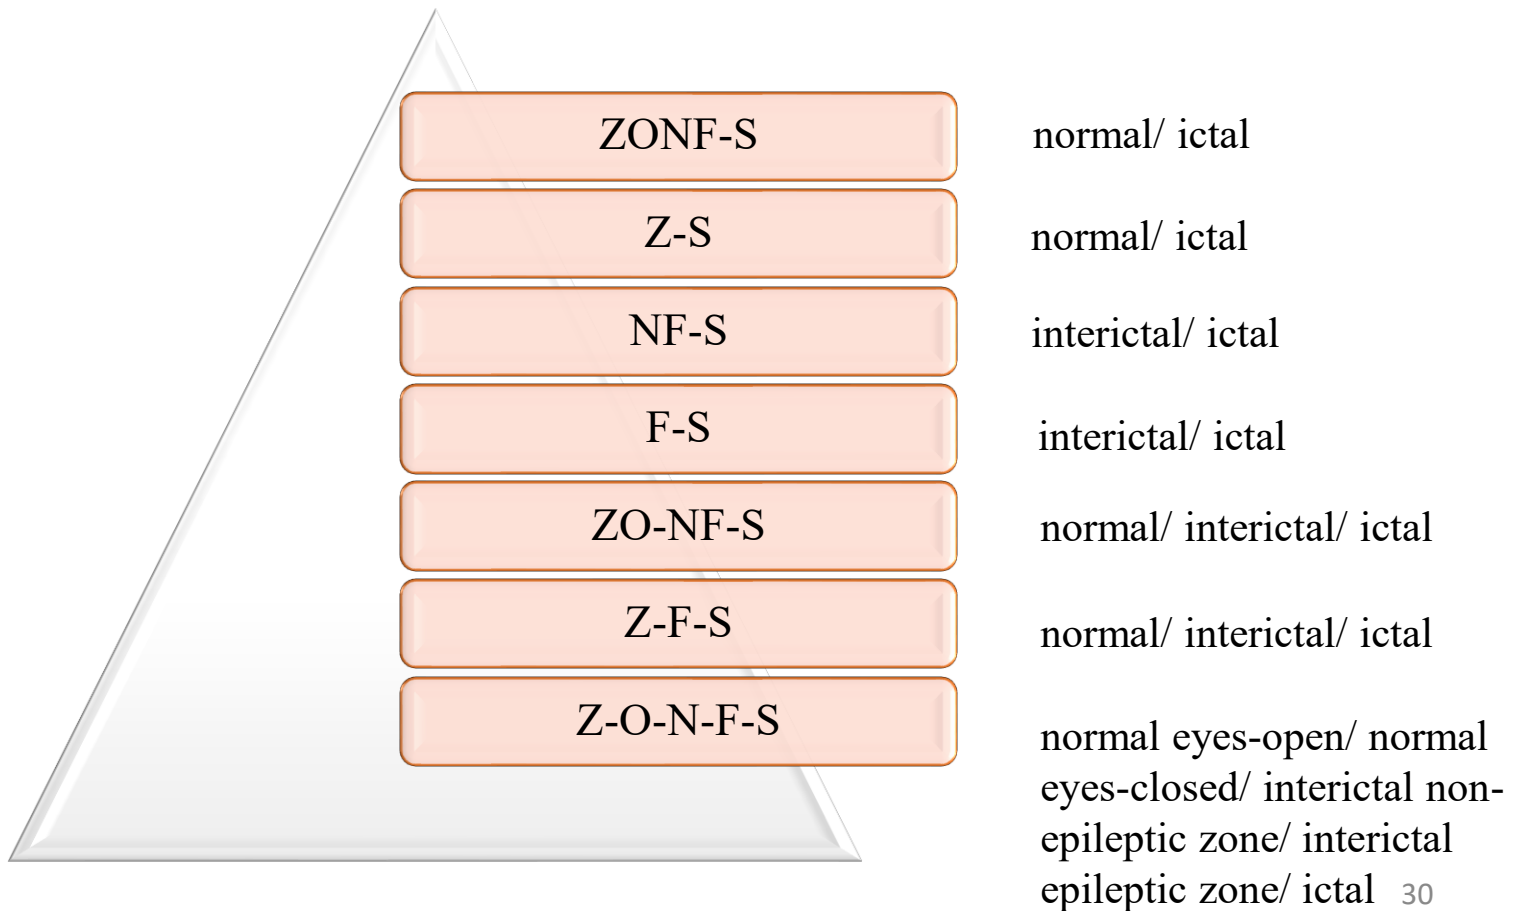 ZONF-S
normal/ ictal
Z-S
normal/ ictal
NF-S
interictal/ ictal
F-S
interictal/ ictal
ZO-NF-S
normal/ interictal/ ictal
Z-F-S
normal/ interictal/ ictal
Z-O-N-F-S
normal eyes-open/ normal
eyes-closed/ interictal non-
epileptic zone/ interictal
epileptic zone/ ictal
30